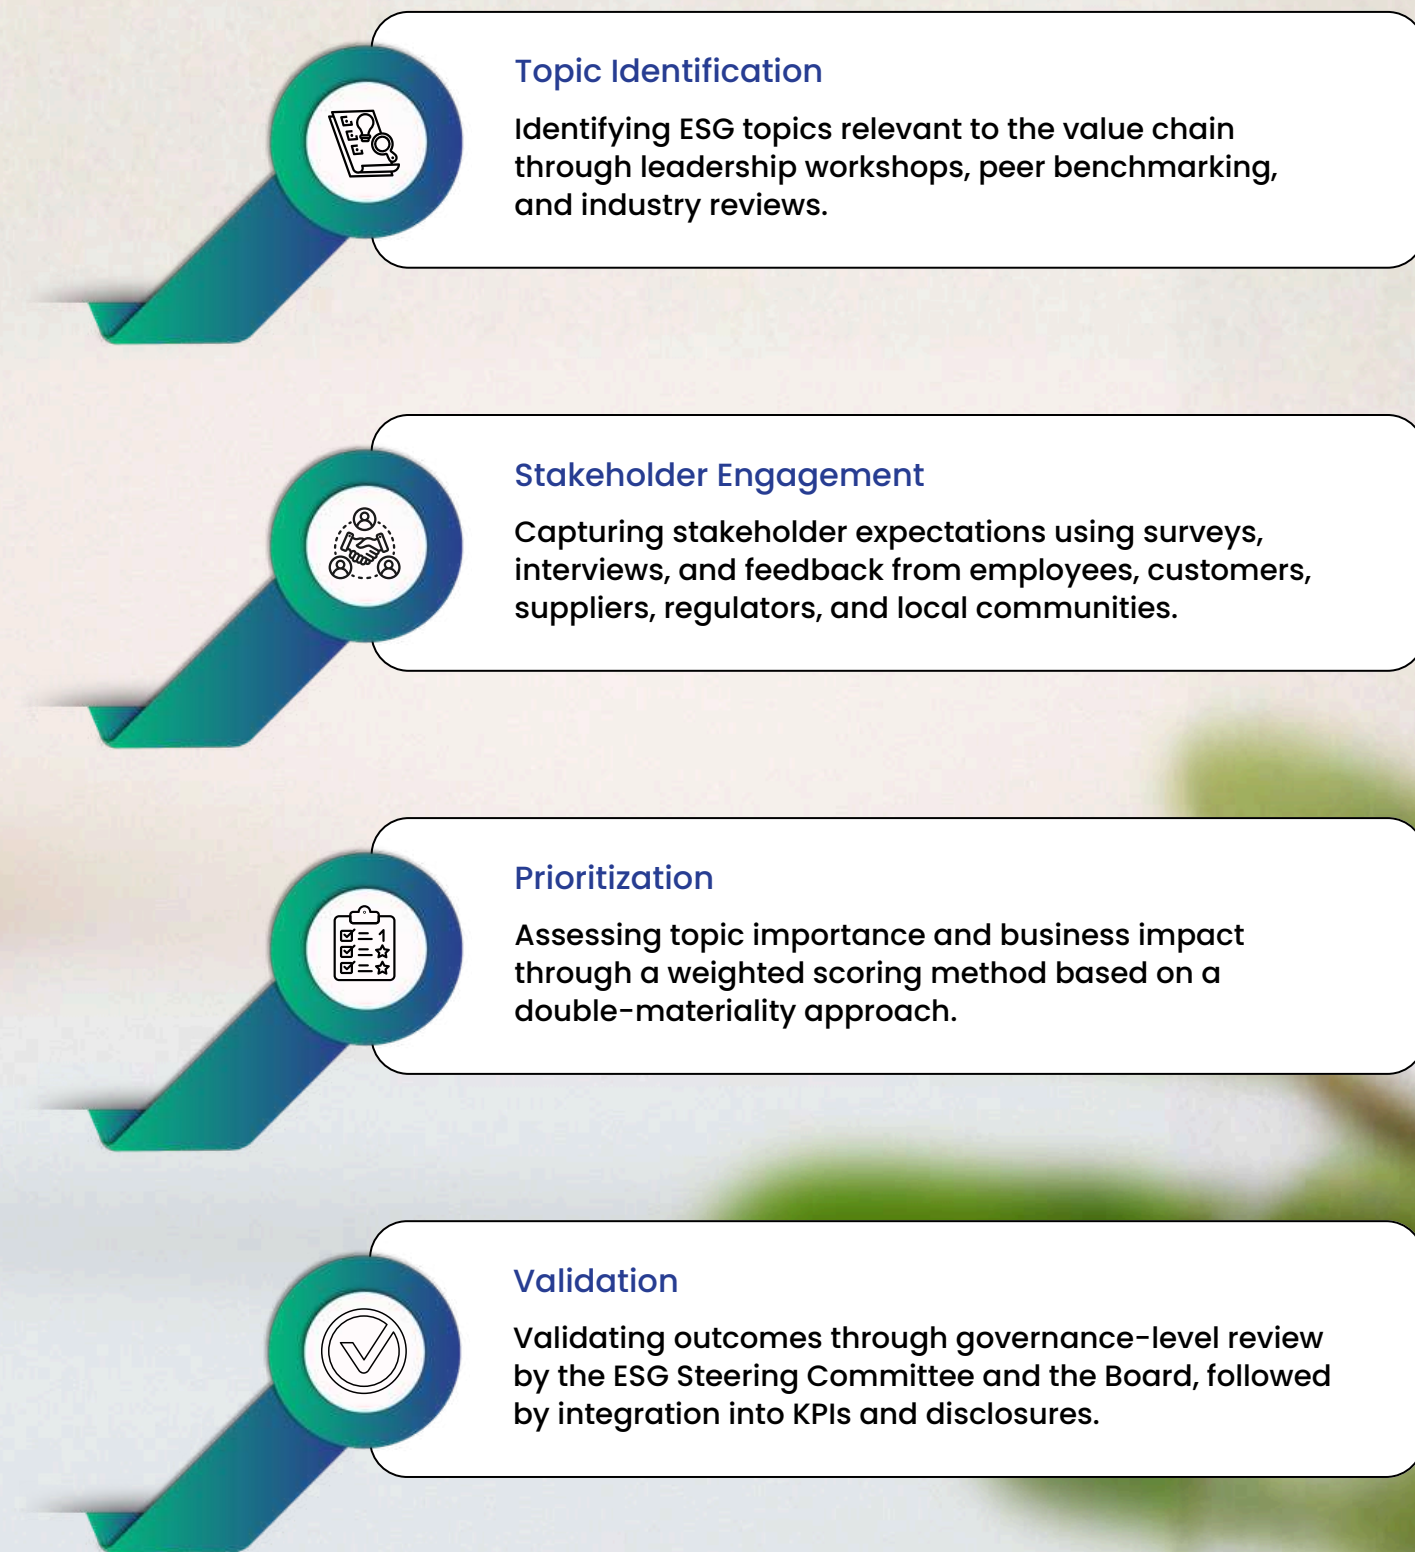 Topic Identification
Identifying ESG topics relevant to the value chain
through leadership workshops, peer benchmarking,
and industry reviews.
Stakeholder Engagement
Capturing stakeholder expectations using surveys,
interviews, and feedback from employees, customers,
suppliers, regulators, and local communities.
Prioritization
Assessing topic importance and business impact
through a weighted scoring method based on a
double-materiality approach.
1
Validation
Validating outcomes through governance-level review
by the ESG Steering Committee and the Board, followed
by integration into KPIs and disclosures.